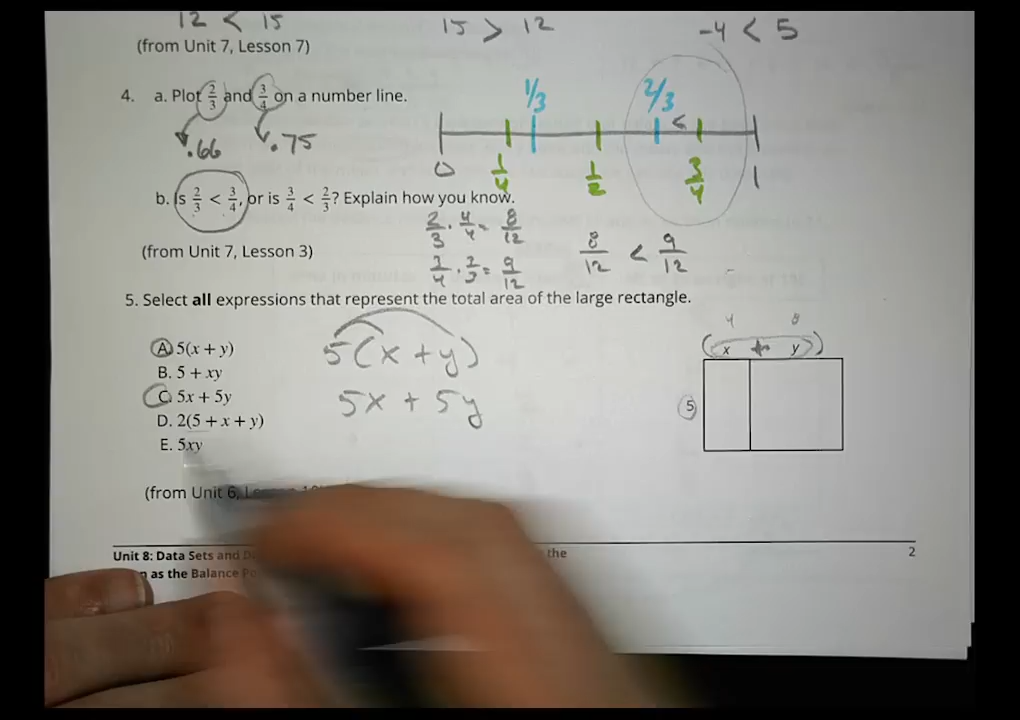 12 < 15
15 > 12
-4 < 5
(from Unit 7, Lesson 7)
4. a. Plot 2/3 and 3/4 on a number line.
.66 .75
1/3 2/3
<
0 1/4 1/2 3/4 1
b. Is 2/3 < 3/4, or is 3/4 < 2/3? Explain how you know.
2/3 · 4/4 = 8/12
3/4 · 3/3 = 9/12
8/12 < 9/12
(from Unit 7, Lesson 3)
5. Select all expressions that represent the total area of the large rectangle.
A. 5(x + y)
B. 5 + xy
C. 5x + 5y
D. 2(5 + x + y)
E. 5xy
5(x + y)
5x + 5y
4 8
(x + y)
5
(from Unit 6,
Unit 8: Data Sets and
the
as the Balance
2